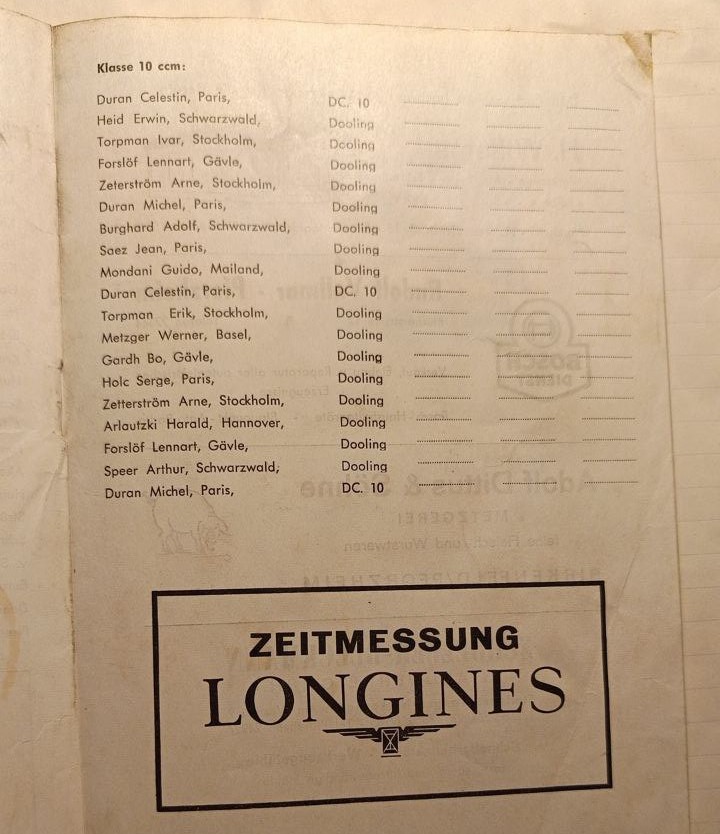 Klasse 10 ccm:
Duran Celestin, Paris, DC. 10
Heid Erwin, Schwarzwald, Dooling
Torpman Ivar, Stockholm, Dooling
Forslöf Lennart, Gävle, Dooling
Zeterström Arne, Stockholm, Dooling
Duran Michel, Paris, Dooling
Burghard Adolf, Schwarzwald, Dooling
Saez Jean, Paris, Dooling
Mondani Guido, Mailand, Dooling
Duran Celestin, Paris, DC. 10
Torpman Erik, Stockholm, Dooling
Metzger Werner, Basel, Dooling
Gardh Bo, Gävle, Dooling
Holc Serge, Paris, Dooling
Zetterström Arne, Stockholm, Dooling
Arlautzki Harald, Hannover, Dooling
Forslöf Lennart, Gävle, Dooling
Speer Arthur, Schwarzwald; Dooling
Duran Michel, Paris, DC. 10
ZEITMESSUNG
LONGINES